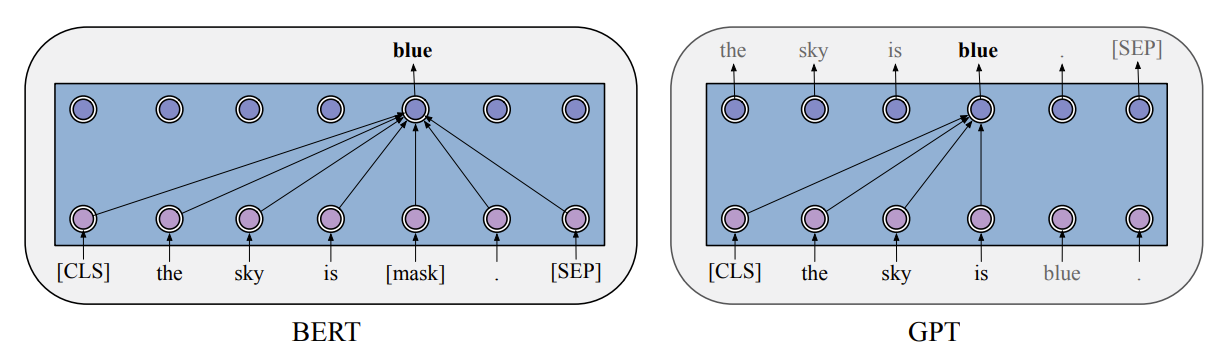 blue
[CLS] the sky is [mask] . [SEP]
BERT
the sky is blue . [SEP]
[CLS] the sky is blue .
GPT